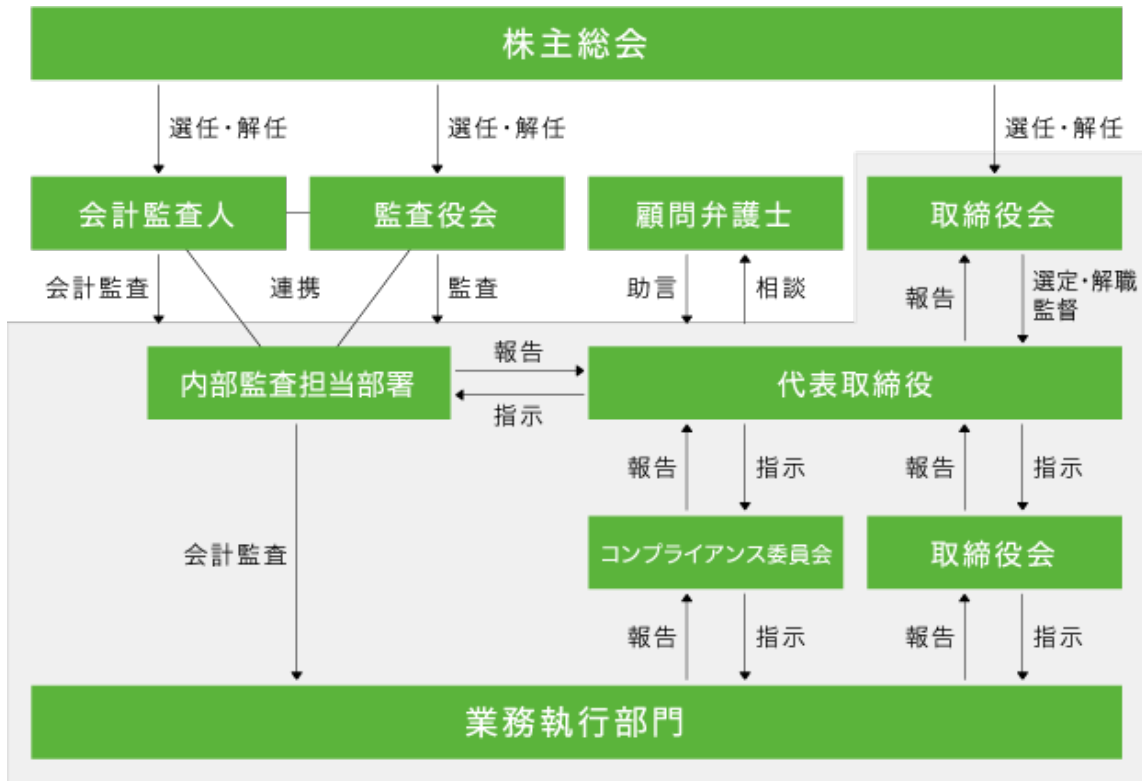 株主総会
選任・解任
選任・解任
選任・解任
会計監査人
監査役会
顧問弁護士
取締役会
会計監査
連携
監査
助言
相談
報告
選定・解職
監督
内部監査担当部署
報告
指示
代表取締役
報告
指示
報告
指示
会計監査
コンプライアンス委員会
取締役会
報告
指示
報告
指示
業務執行部門